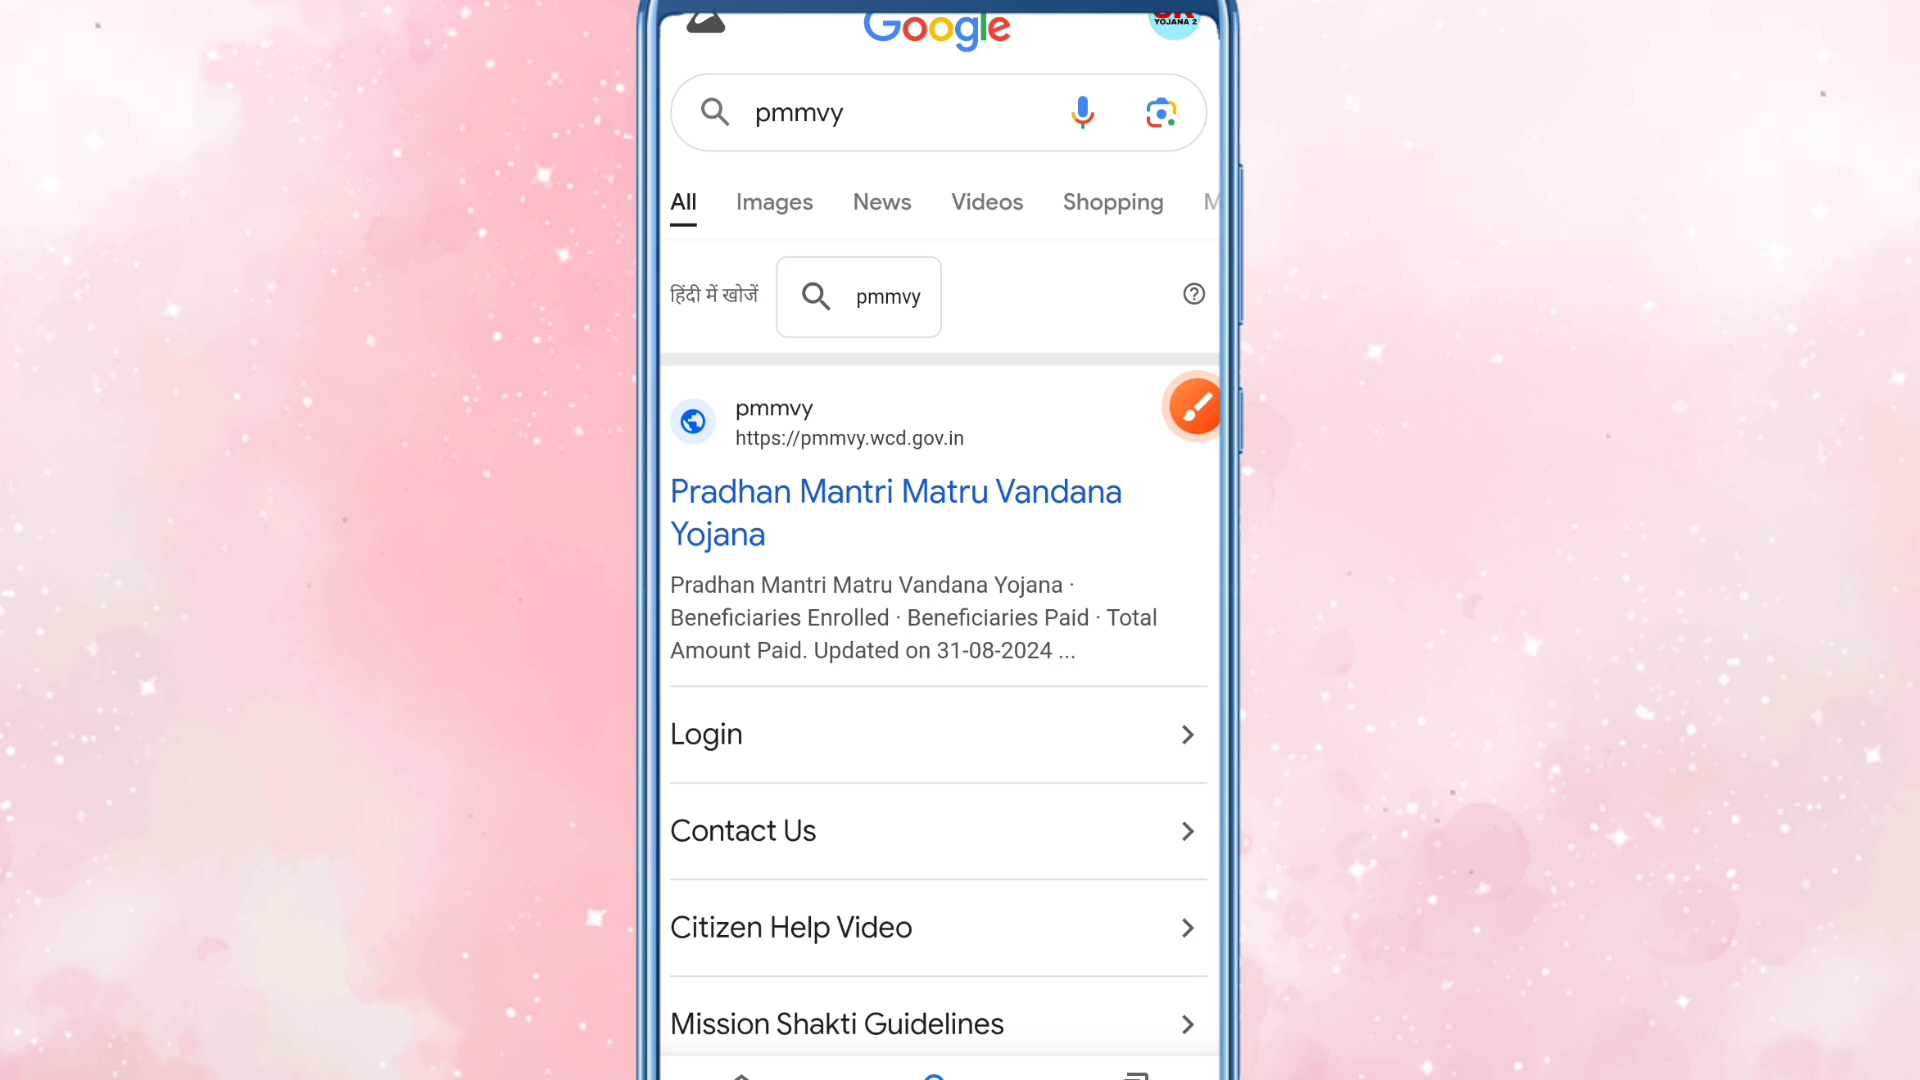 Google
YOJANA 2
pmmvy
All Images News Videos Shopping M
हिंदी में खोजें pmmvy
pmmvy
https://pmmvy.wcd.gov.in
Pradhan Mantri Matru Vandana
Yojana
Pradhan Mantri Matru Vandana Yojana ·
Beneficiaries Enrolled · Beneficiaries Paid · Total
Amount Paid. Updated on 31-08-2024 ...
Login
Contact Us
Citizen Help Video
Mission Shakti Guidelines